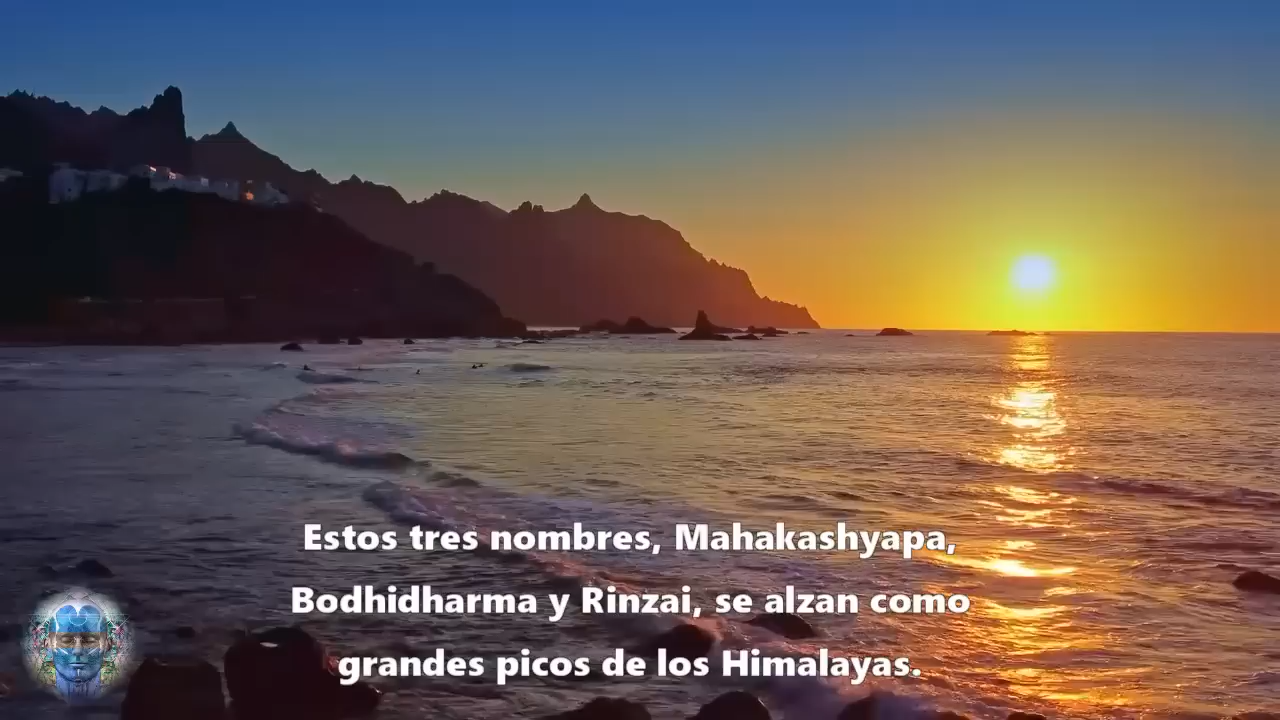 Estos tres nombres, Mahakashyapa,
Bodhidharma y Rinzai, se alzan como
grandes picos de los Himalayas.